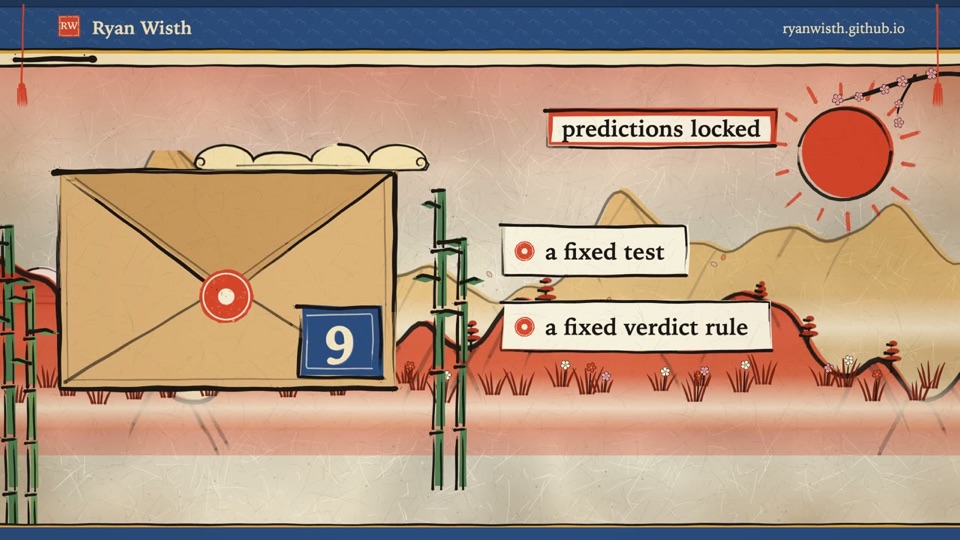 RW
Ryan Wisth
ryanwisth.github.io
predictions locked
a fixed test
a fixed verdict rule
9